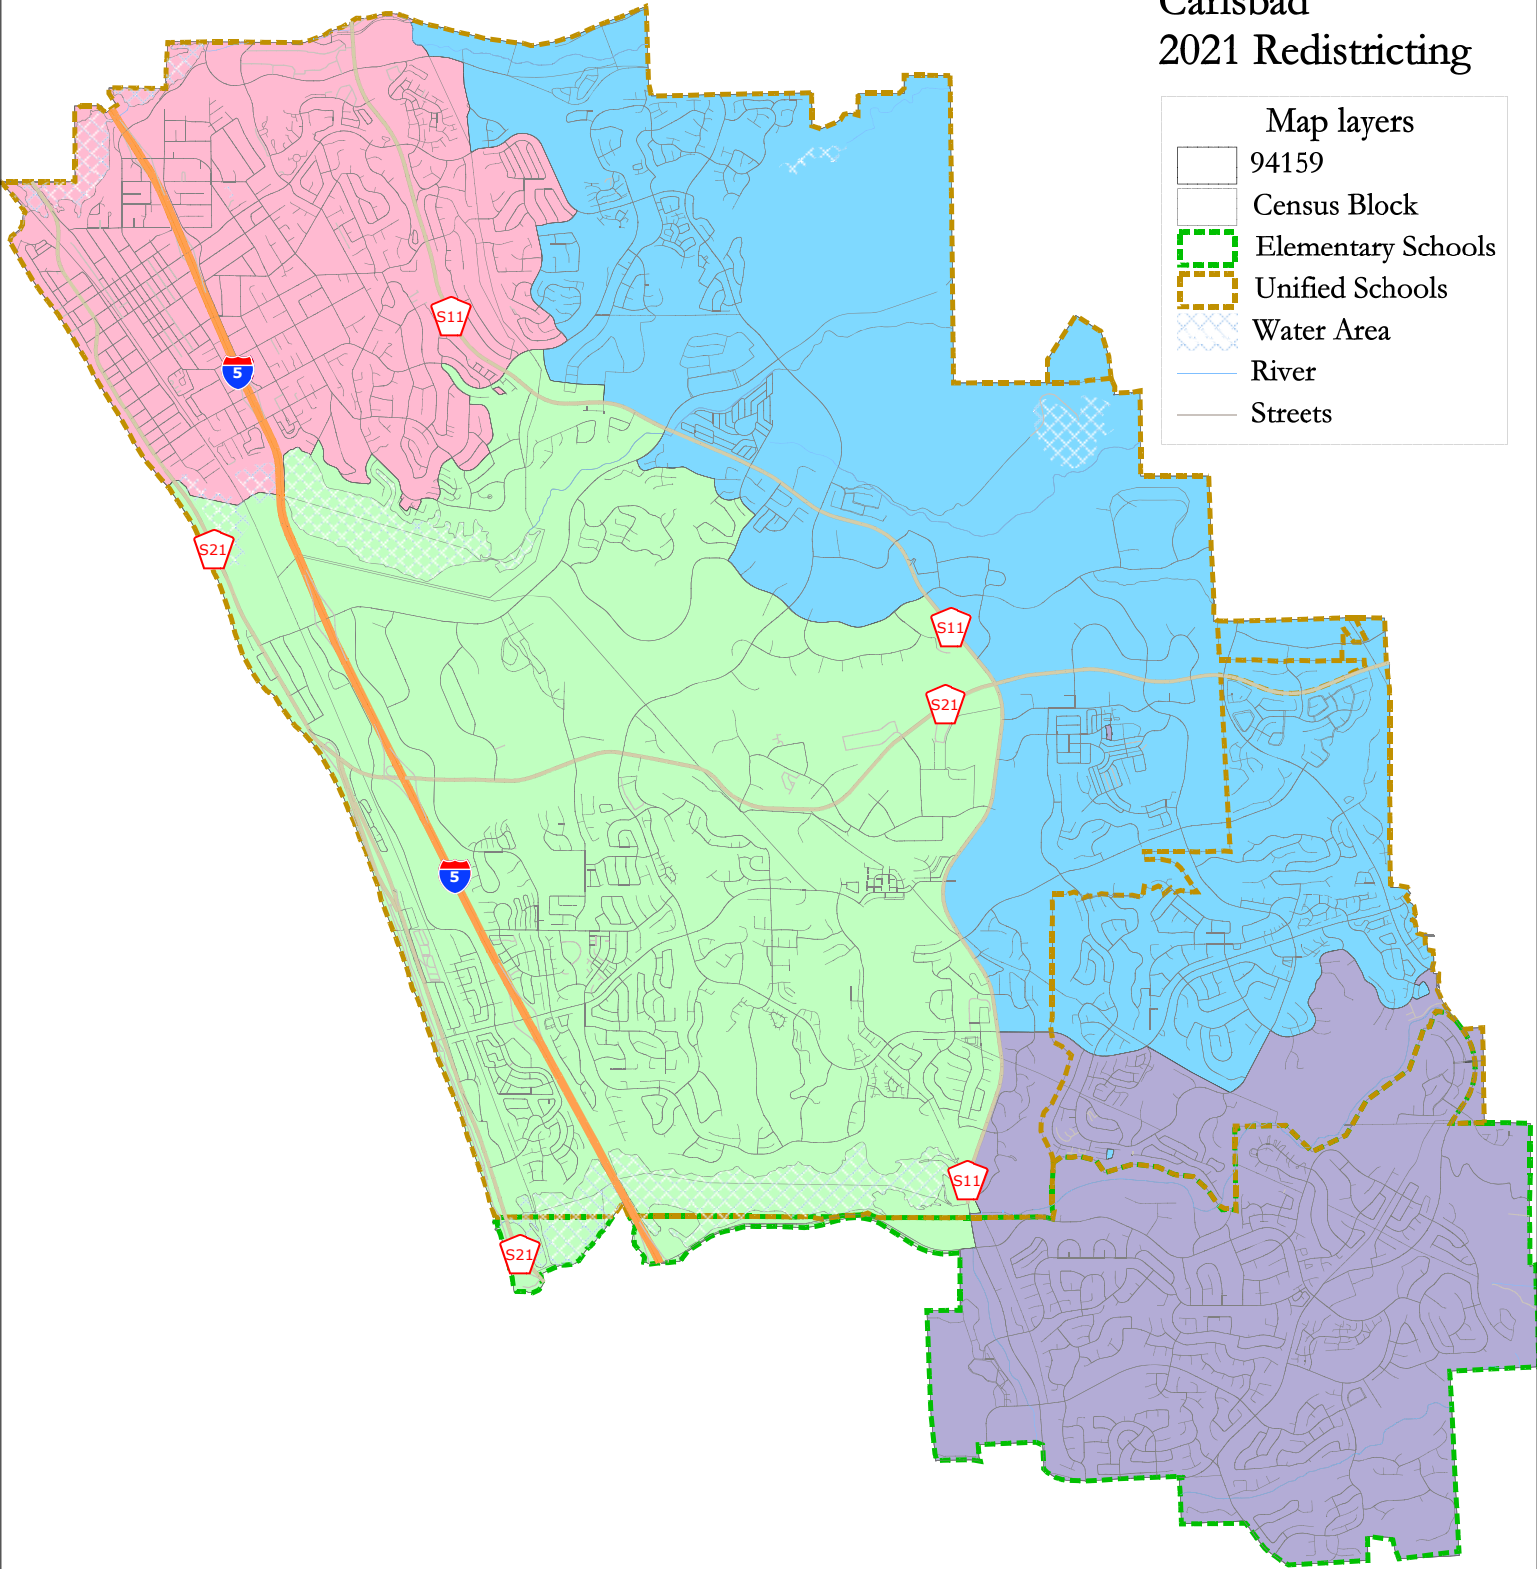 Carlsbad
2021 Redistricting
Map layers
94159
Census Block
Elementary Schools
Unified Schools
Water Area
River
Streets
S11
5
S21
S11
S21
5
S11
S21